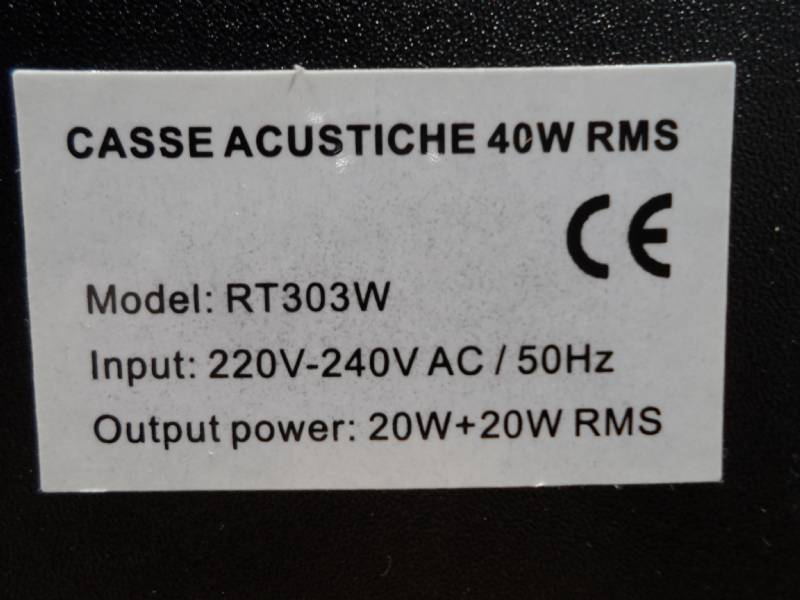 CASSE ACUSTICHE 40W RMS
CE
Model: RT303W
Input: 220V-240V AC / 50Hz
Output power: 20W+20W RMS